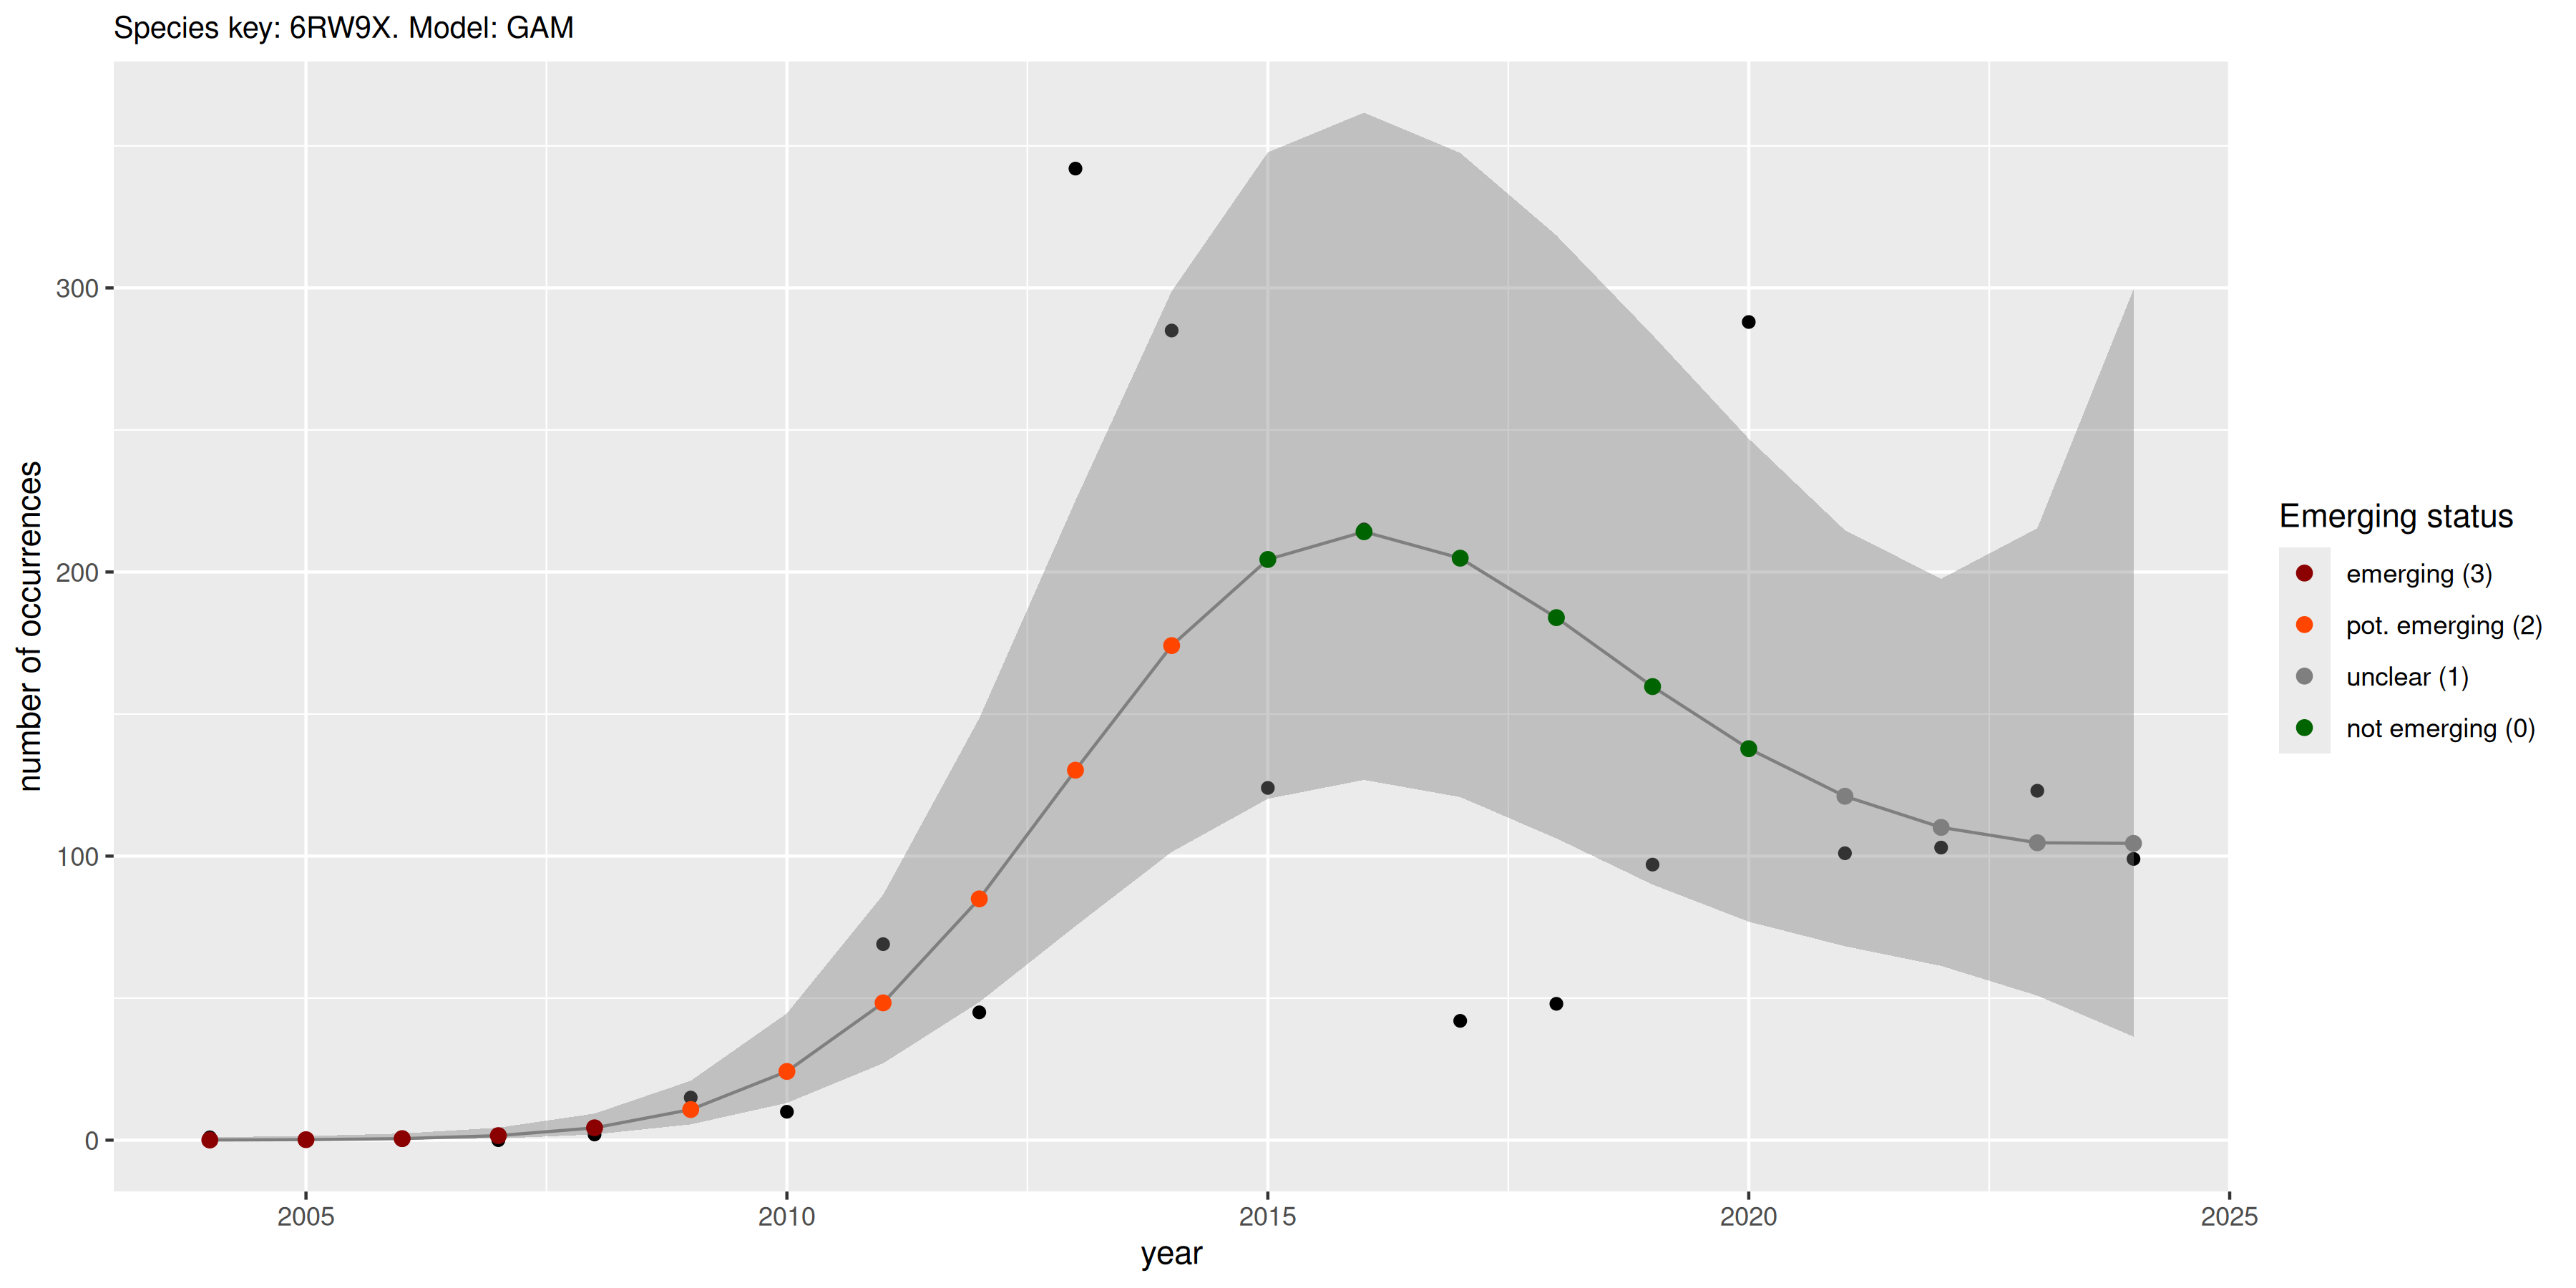 Species key: 6RW9X. Model: GAM
number of occurrences
300
200
100
0
2005
2010
2015
2020
2025
year
Emerging status
emerging (3)
pot. emerging (2)
unclear (1)
not emerging (0)